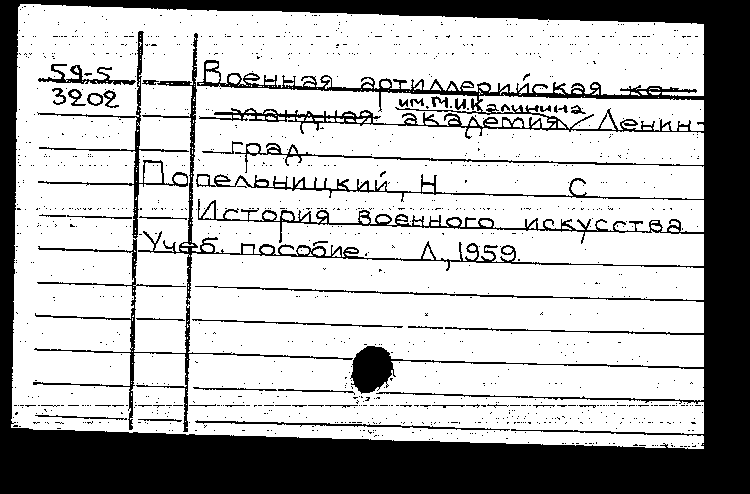 59-5 Военная артиллерийская ко-
3202 им. М.И.Калинина
мандная академия / Ленин-
град.
Попельницкий, Н С
История военного искусства
Учеб. пособие. Л., 1959.